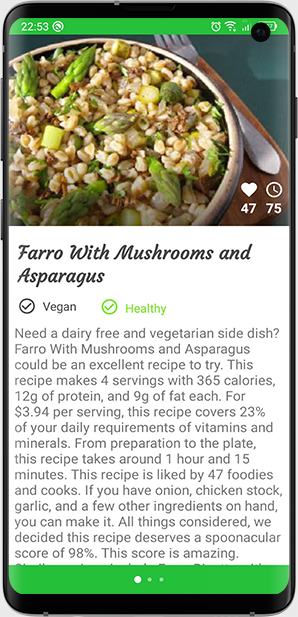 22:53
47 75
Farro With Mushrooms and
Asparagus
Vegan Healthy
Need a dairy free and vegetarian side dish?
Farro With Mushrooms and Asparagus
could be an excellent recipe to try. This
recipe makes 4 servings with 365 calories,
12g of protein, and 9g of fat each. For
$3.94 per serving, this recipe covers 23%
of your daily requirements of vitamins and
minerals. From preparation to the plate,
this recipe takes around 1 hour and 15
minutes. This recipe is liked by 47 foodies
and cooks. If you have onion, chicken stock,
garlic, and a few other ingredients on hand,
you can make it. All things considered, we
decided this recipe deserves a spoonacular
score of 98%. This score is amazing.